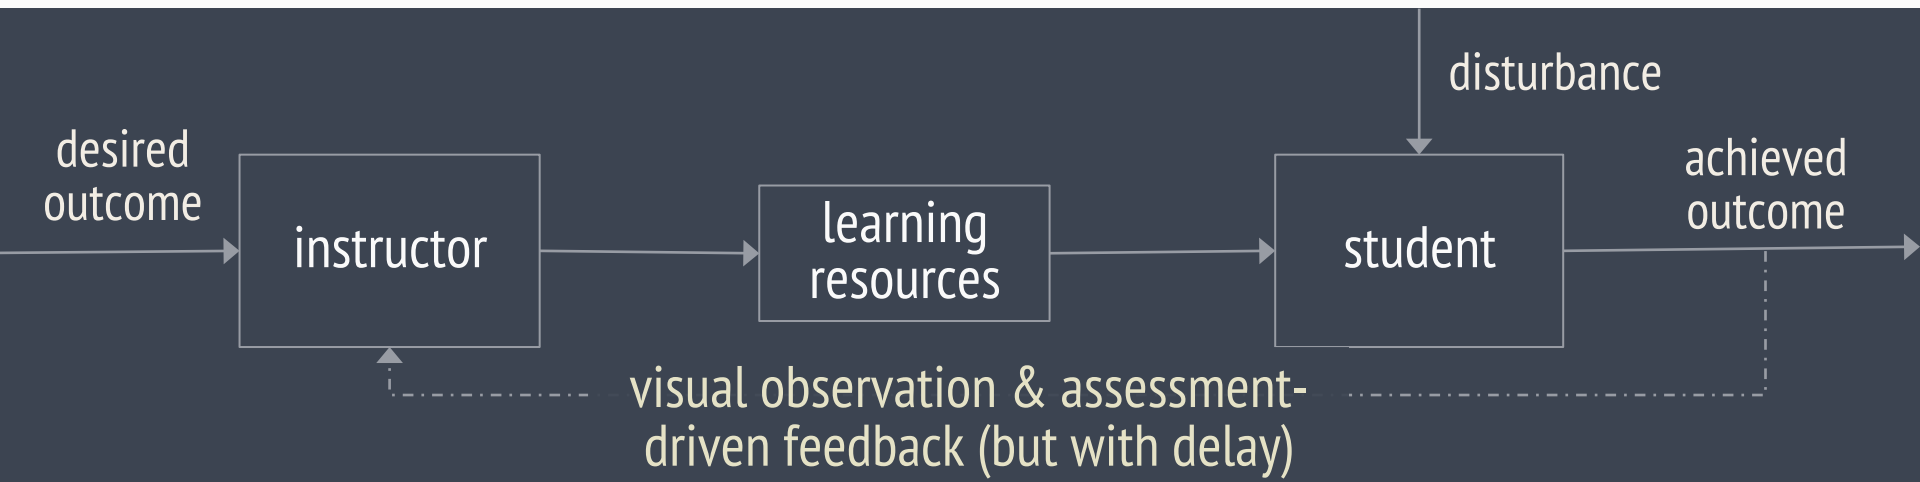 disturbance
desired
outcome
instructor
learning
resources
student
achieved
outcome
visual observation & assessment-
driven feedback (but with delay)